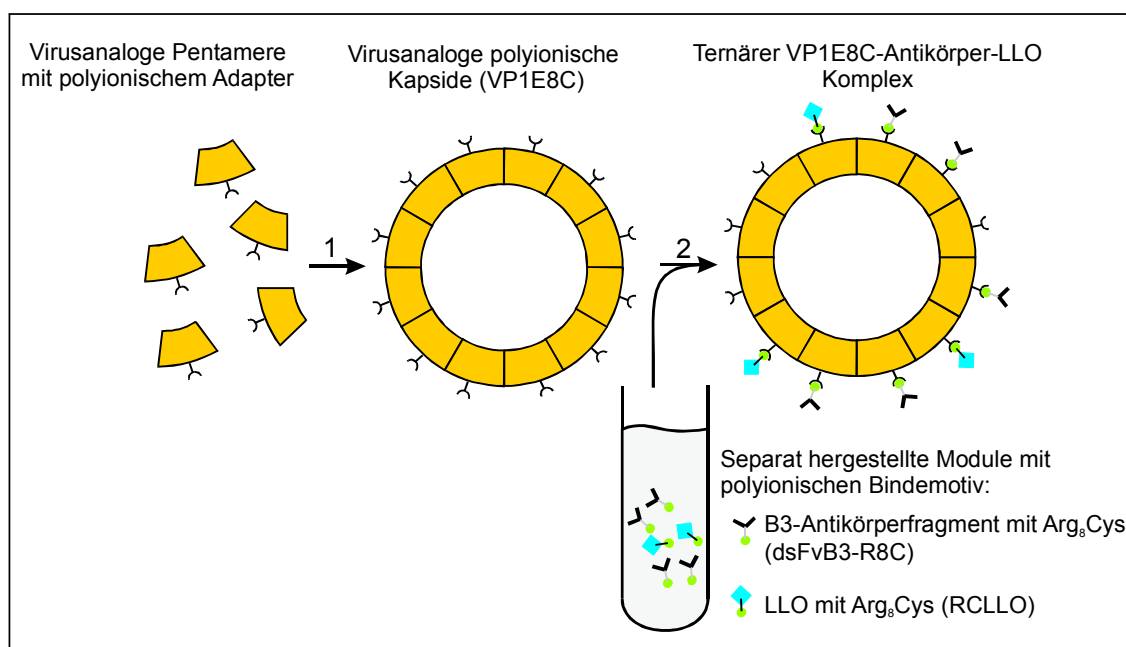 Virusanaloge Pentamere
mit polyionischem Adapter
Virusanaloge polyionische
Kapside (VP1E8C)
Ternärer VP1E8C-Antikörper-LLO
Komplex
1
2
Separat hergestellte Module mit
polyionischen Bindemotiv:
B3-Antikörperfragment mit Arg₈Cys
(dsFvB3-R8C)
LLO mit Arg₈Cys (RCLLO)